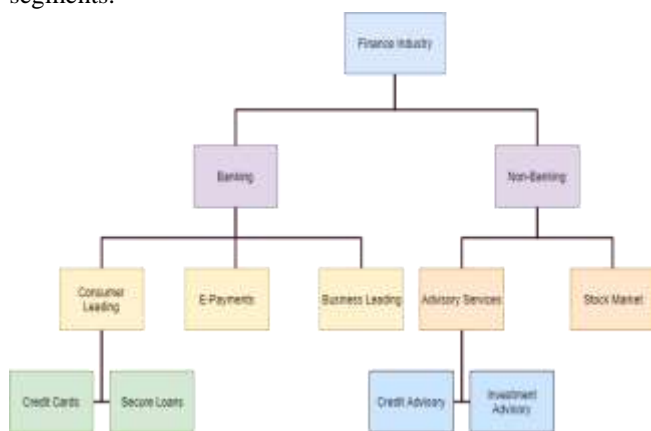 segments.
Finance Industry
Banking
Non-Banking
Consumer
Leading
E-Payments
Business Leading
Advisory Services
Stock Market
Credit Cards
Secure Loans
Credit Advisory
Investment
Advisory